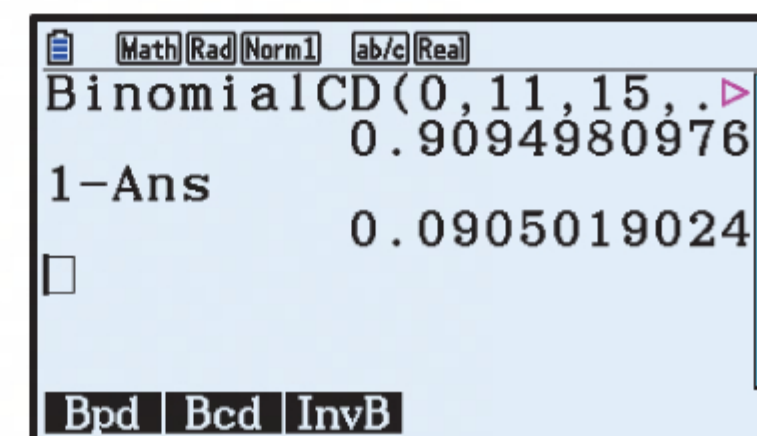 Math Rad Norm1 ab/c Real
BinomialCD(0,11,15,.
0.9094980976
1-Ans
0.0905019024
Bpd Bcd InvB